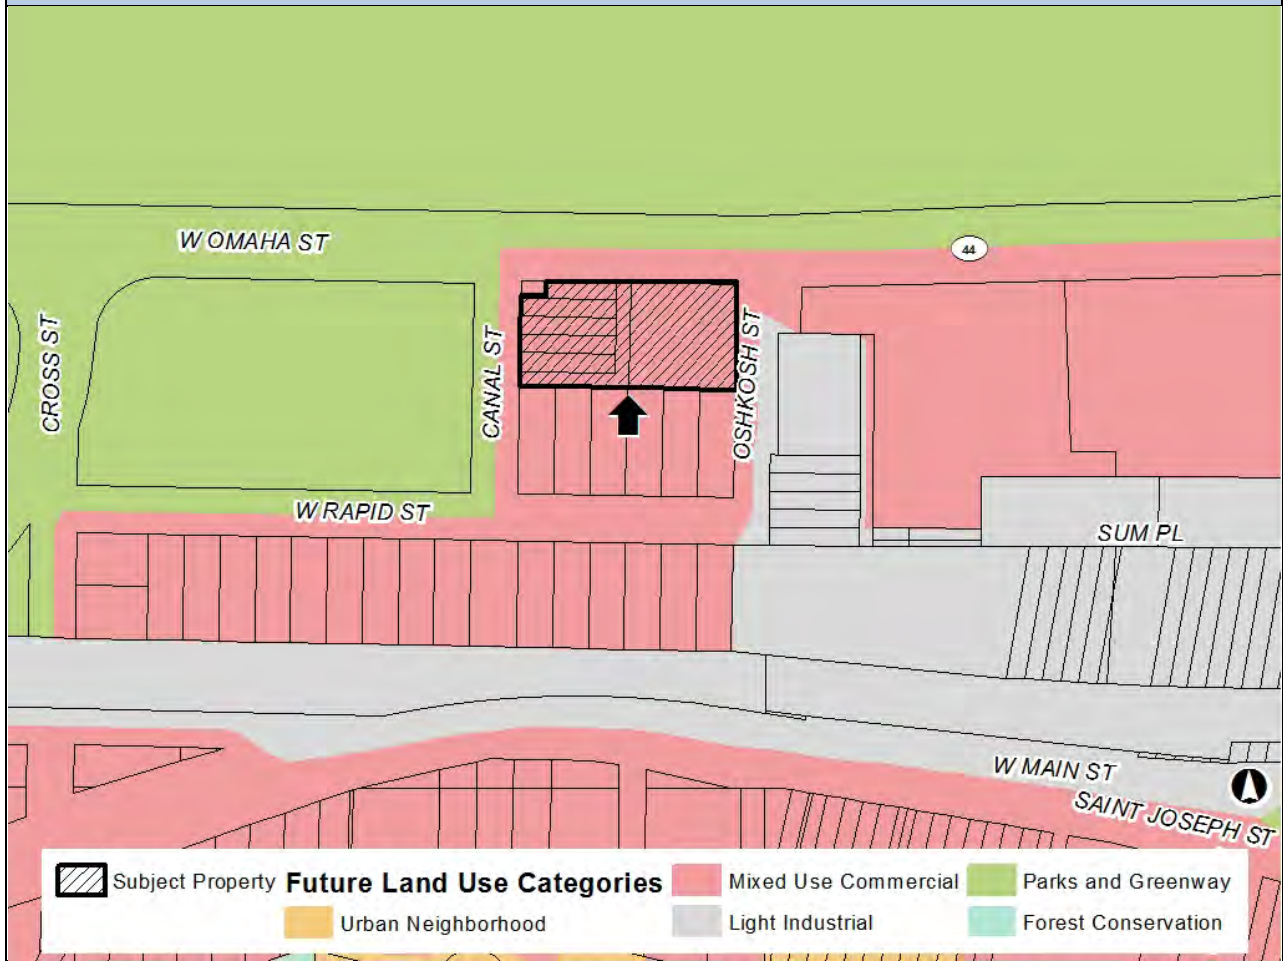 W OMAHA ST
44
CROSS ST
CANAL ST
OSHKOSH ST
W RAPID ST
SUM PL
W MAIN ST
SAINT JOSEPH ST
Subject Property
Future Land Use Categories
Mixed Use Commercial
Parks and Greenway
Urban Neighborhood
Light Industrial
Forest Conservation